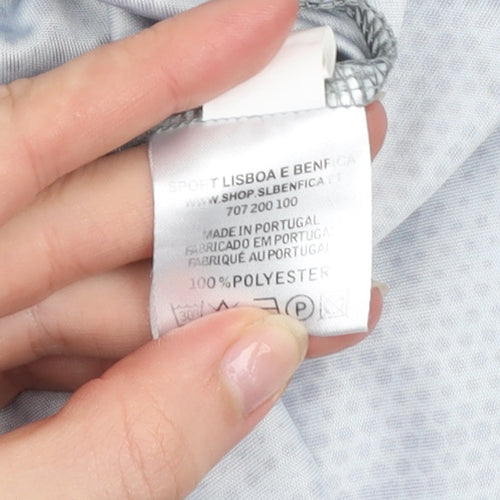 SPORT LISBOA E BENFICA
WWW.SHOP.SLBENFICA.PT
707 200 100
MADE IN PORTUGAL
FABRICADO EM PORTUGAL
FABRIQUÉ AU PORTUGAL
100%POLYESTER
30 P